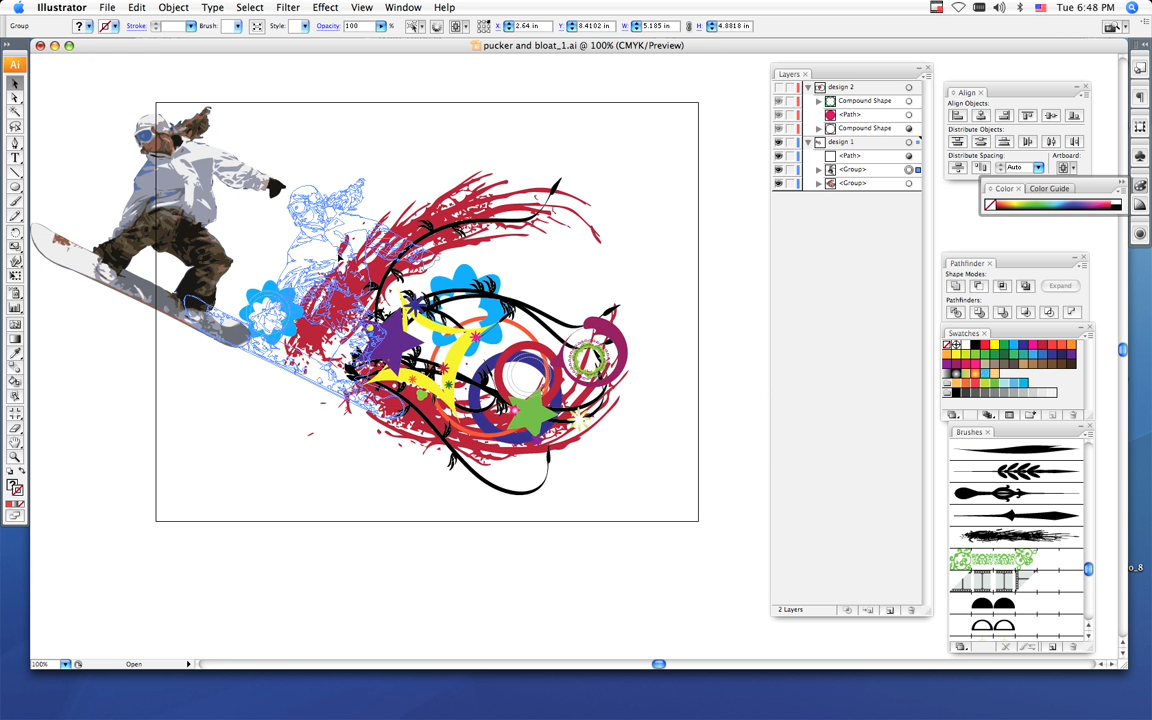 Illustrator File Edit Object Type Select Filter Effect View Window Help
Tue 6:48 PM
Group
Stroke:
Brush:
Style:
Opacity: 100 %
X: 2.64 in
Y: 8.4102 in
W: 5.185 in
H: 4.8818 in
pucker and bloat_1.ai @ 100% (CMYK/Preview)
Ai
T
Layers
design 2
Compound Shape
<Path>
Compound Shape
design 1
<Path>
<Group>
<Group>
2 Layers
Align
Align Objects:
Distribute Objects:
Distribute Spacing:
Artboard:
Auto
Color
Color Guide
Pathfinder
Shape Modes:
Expand
Pathfinders:
Swatches
Brushes
o_8
100%
Open